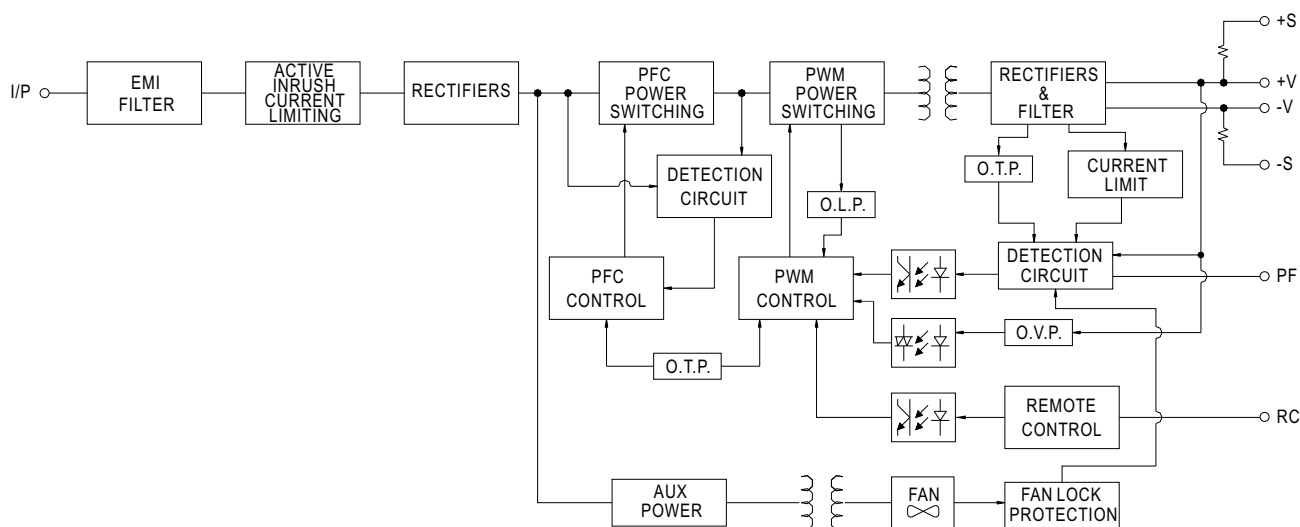 +S
I/P
EMI
FILTER
ACTIVE
INRUSH
CURRENT
LIMITING
RECTIFIERS
PFC
POWER
SWITCHING
PWM
POWER
SWITCHING
RECTIFIERS
&
FILTER
+V
-V
-S
DETECTION
CIRCUIT
O.L.P.
O.T.P.
CURRENT
LIMIT
PFC
CONTROL
PWM
CONTROL
DETECTION
CIRCUIT
PF
O.T.P.
O.V.P.
REMOTE
CONTROL
RC
AUX
POWER
FAN
FAN LOCK
PROTECTION